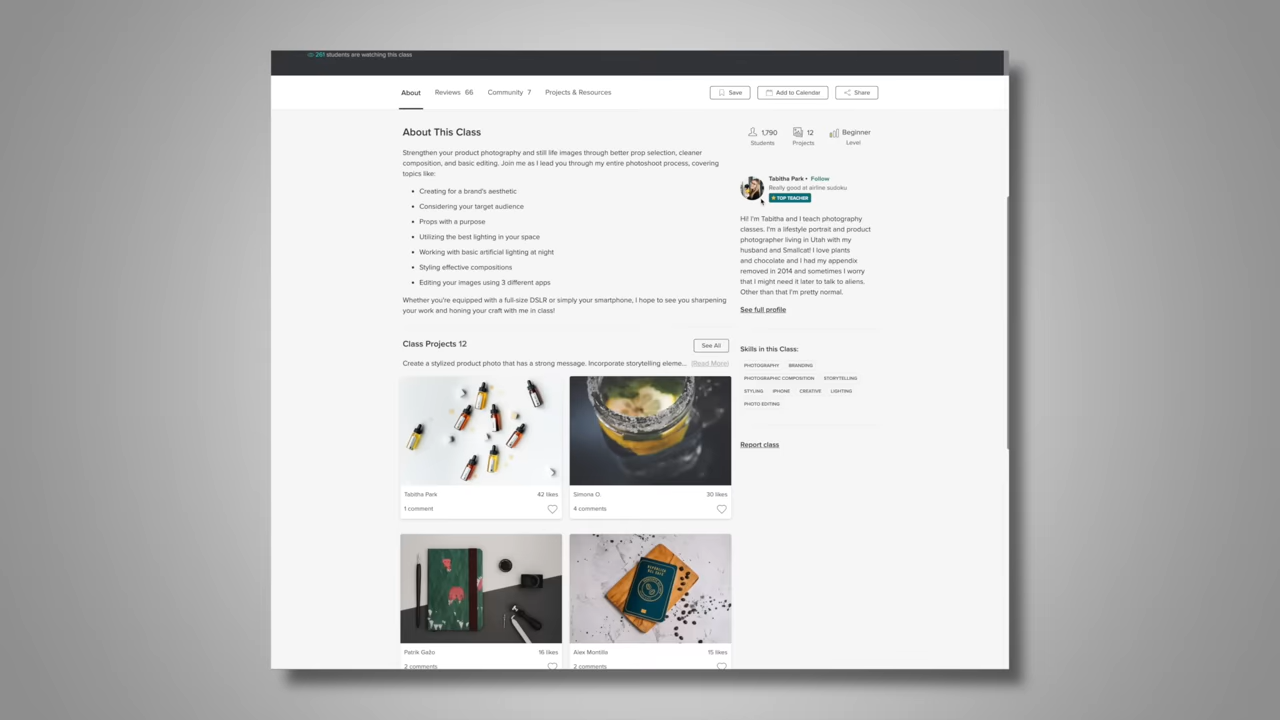 267 students are watching this class
About
Reviews 66
Community 7
Projects & Resources
Save
Add to Calendar
Share
About This Class
Strengthen your product photography and still life images through better prop selection, cleaner
composition, and basic editing. Join me as I lead you through my entire photoshoot process, covering
topics like:
• Creating for a brand's aesthetic
• Considering your target audience
• Props with a purpose
• Utilizing the best lighting in your space
• Working with basic artificial lighting at night
• Styling effective compositions
• Editing your images using 3 different apps
Whether you're equipped with a full-size DSLR or simply your smartphone, I hope to see you sharpening
your work and honing your craft with me in class!
Class Projects 12
See All
Create a stylized product photo that has a strong message. Incorporate storytelling eleme... (Read More)
Tabitha Park
42 likes
1 comment
Simona O.
30 likes
4 comments
Patrik Gažo
16 likes
2 comments
Alex Montilla
15 likes
2 comments
1,790
Students
12
Projects
Beginner
Level
Tabitha Park • Follow
Really good at airline sudoku
TOP TEACHER
Hi! I'm Tabitha and I teach photography
classes. I'm a lifestyle portrait and product
photographer living in Utah with my
husband and Smallcat! I love plants
and chocolate and I had my appendix
removed in 2014 and sometimes I worry
that I might need it later to talk to aliens.
Other than that I'm pretty normal.
See full profile
Skills in this Class:
PHOTOGRAPHY BRANDING
PHOTOGRAPHIC COMPOSITION STORYTELLING
STYLING IPHONE CREATIVE LIGHTING
PHOTO EDITING
Report class